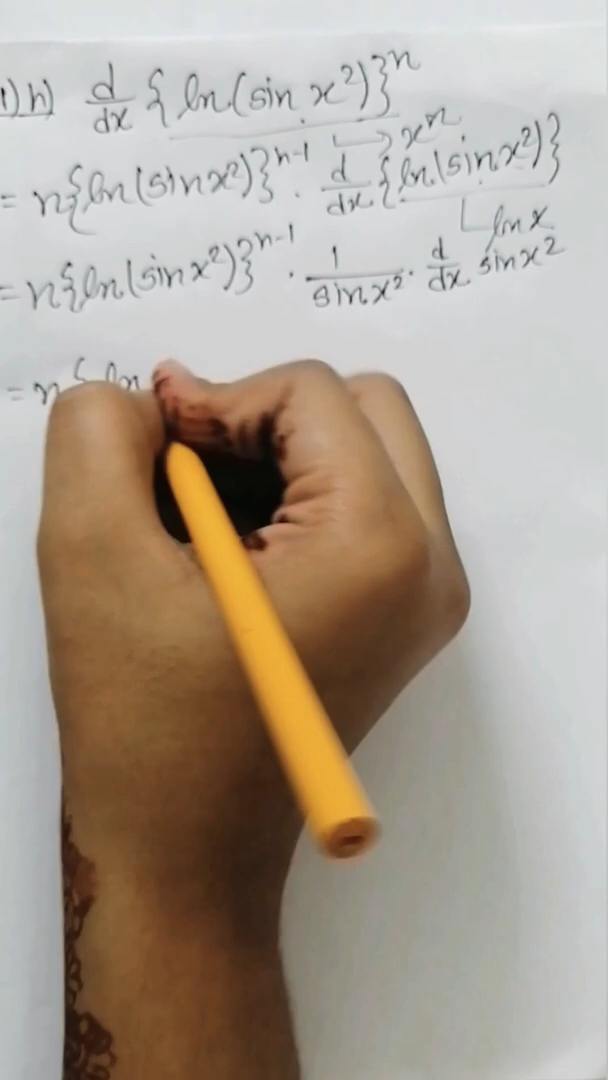 1) h) d/dx { ln(sin x²)}ⁿ
= n{ln(sin x²)}ⁿ⁻¹ · d/dx {ln(sin x²)}
→ xⁿ
ln x
= n{ln(sin x²)}ⁿ⁻¹ · 1/sin x² · d/dx sin x²
= n{ ln